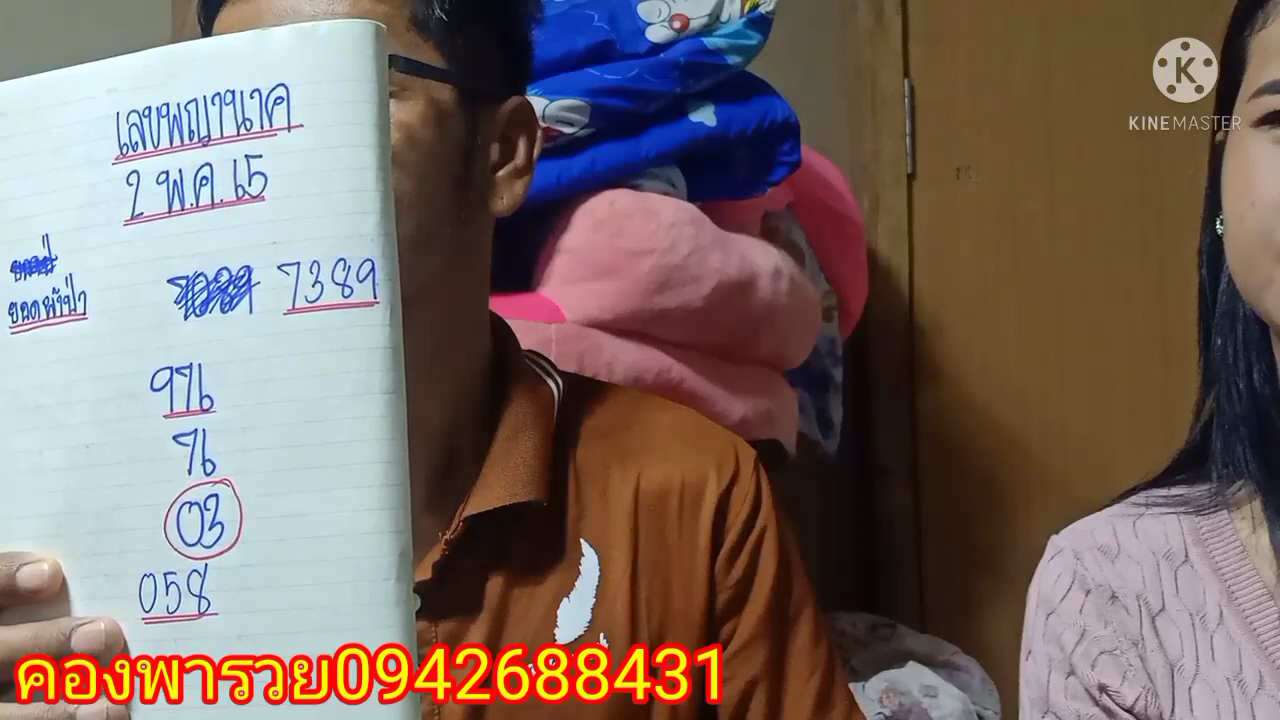 เลขพญานาค
2 พ.ค. 65
ยอดผ้าป่า 7389
976
76
03
058
คองพารวย0942688431
KINEMASTER